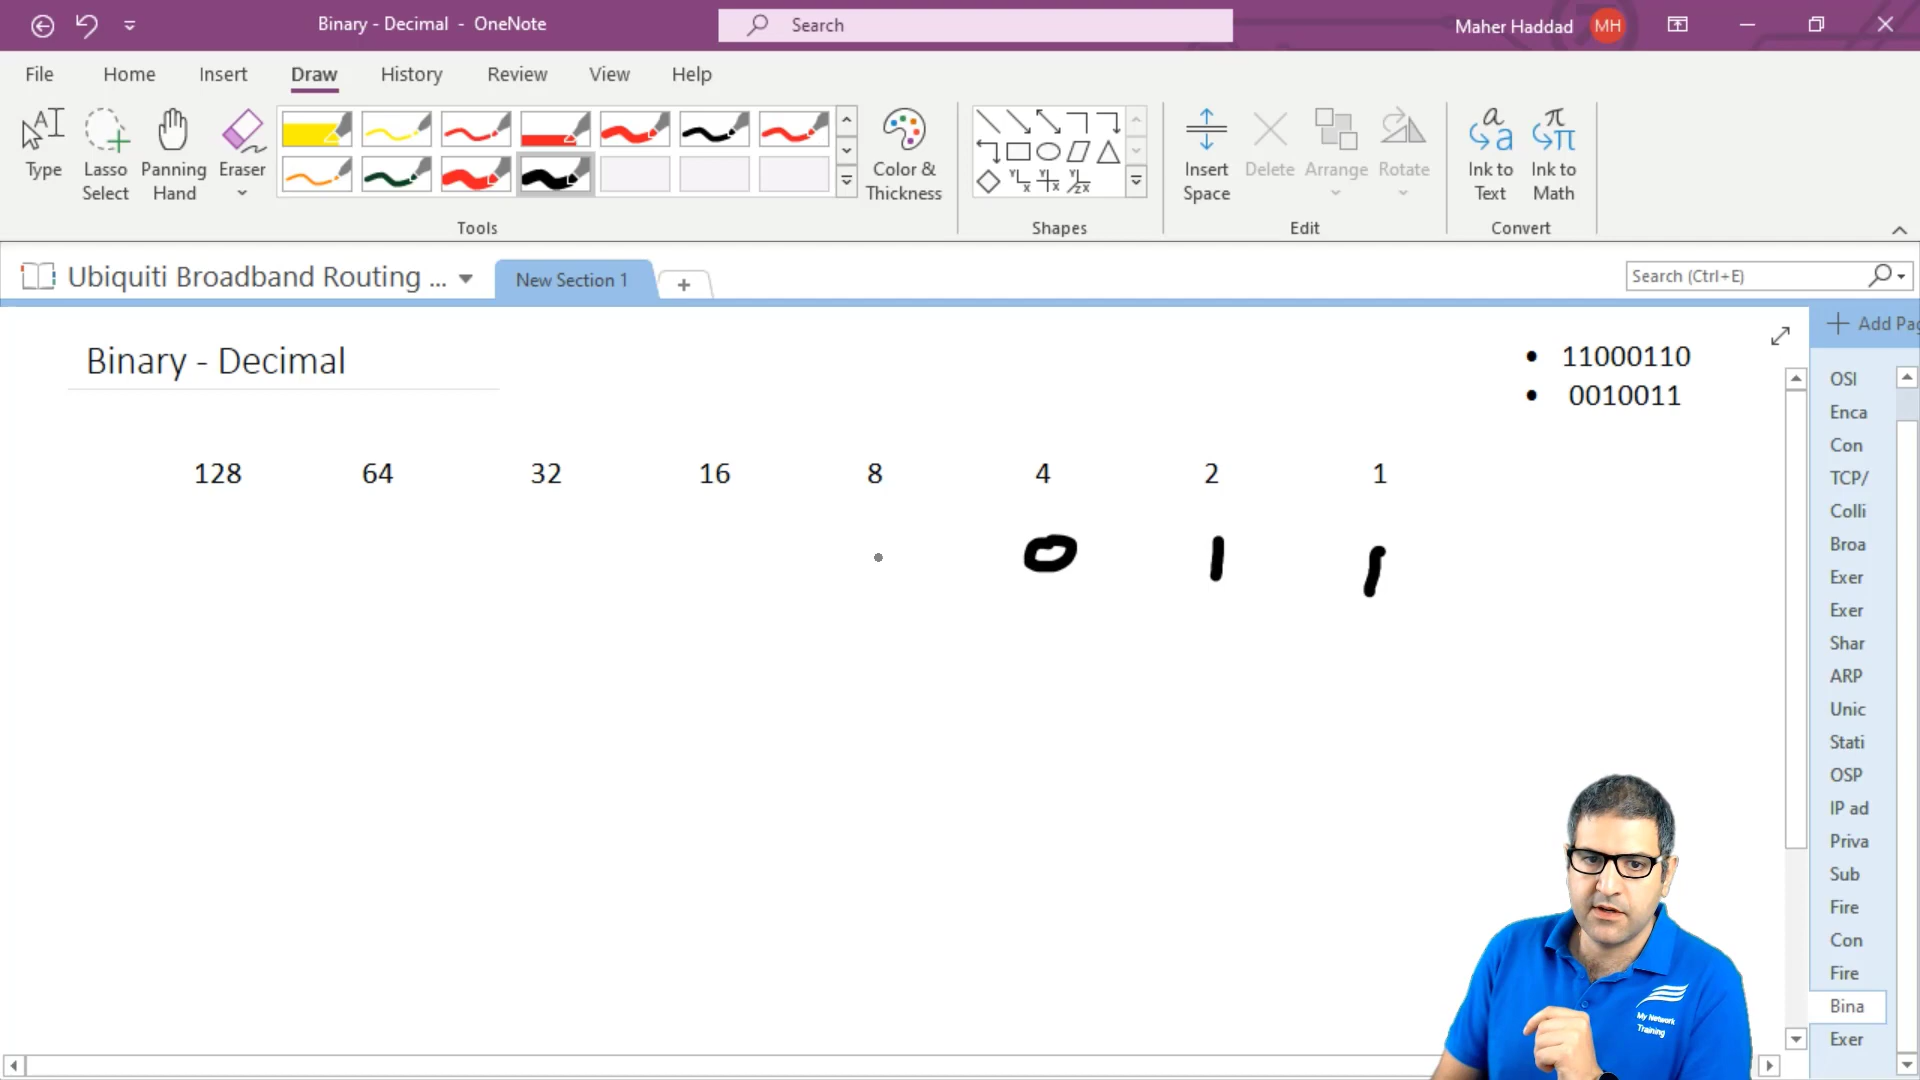 Binary - Decimal - OneNote
Search
Maher Haddad
MH
File Home Insert Draw History Review View Help
Type
Lasso Select
Panning Hand
Eraser
Color & Thickness
Insert Space
Delete
Arrange
Rotate
Ink to Text
Ink to Math
Tools
Shapes
Edit
Convert
Ubiquiti Broadband Routing ...
New Section 1
Search (Ctrl+E)
Binary - Decimal
• 11000110
• 0010011
128 64 32 16 8 4 2 1
0 1 1
Add Pag
OSI
Enca
Con
TCP/
Colli
Broa
Exer
Exer
Shar
ARP
Unic
Stati
OSP
IP ad
Priva
Sub
Fire
Con
Fire
Bina
Exer
My Network
Training